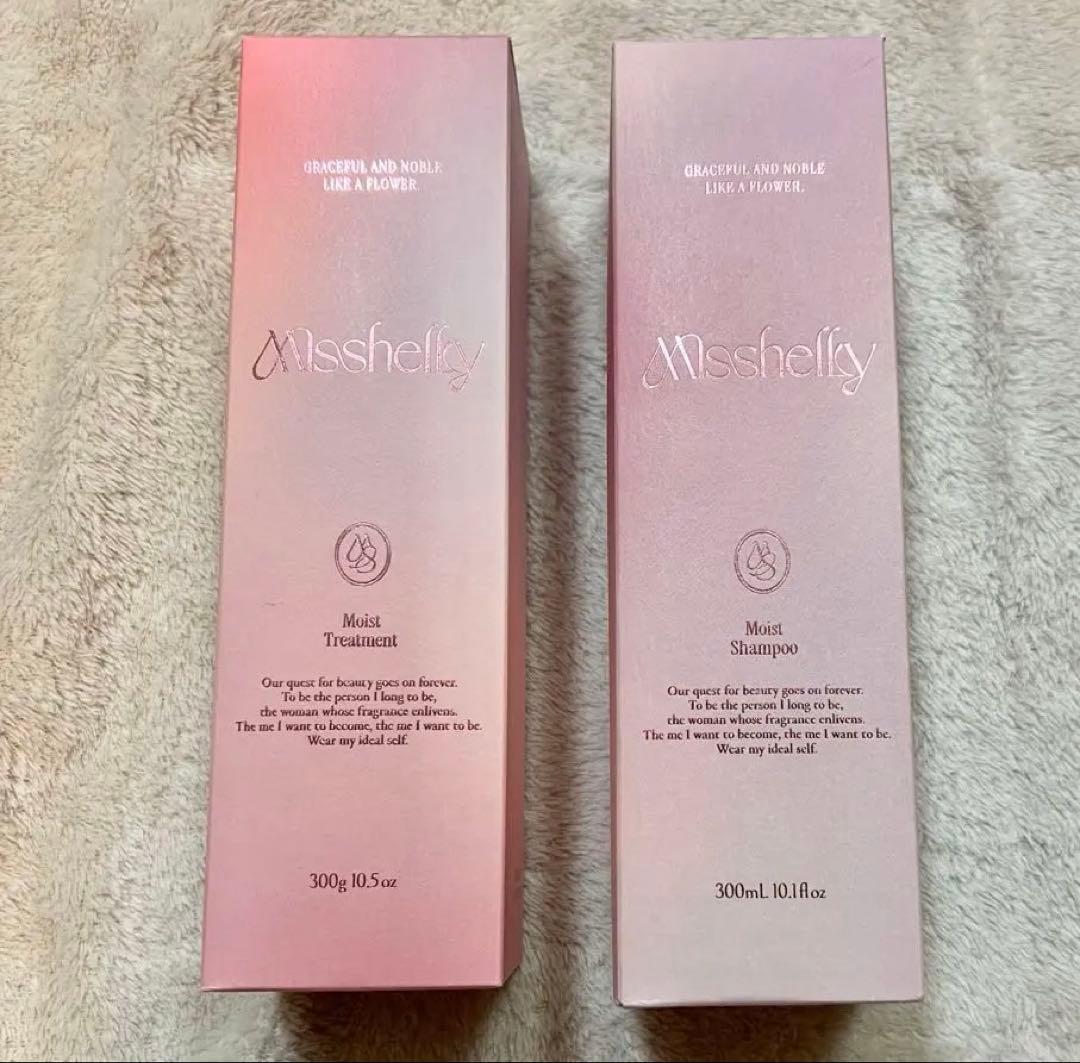 GRACEFUL AND NOBLE
LIKE A FLOWER.
Misshelly
Moist
Treatment
Our quest for beauty goes on forever.
To be the person I long to be,
the woman whose fragrance enlivens.
The me I want to become, the me I want to be.
Wear my ideal self.
300g 10.5 oz
GRACEFUL AND NOBLE
LIKE A FLOWER.
Misshelly
Moist
Shampoo
Our quest for beauty goes on forever.
To be the person I long to be,
the woman whose fragrance enlivens.
The me I want to become, the me I want to be.
Wear my ideal self.
300mL 10.1 fl oz